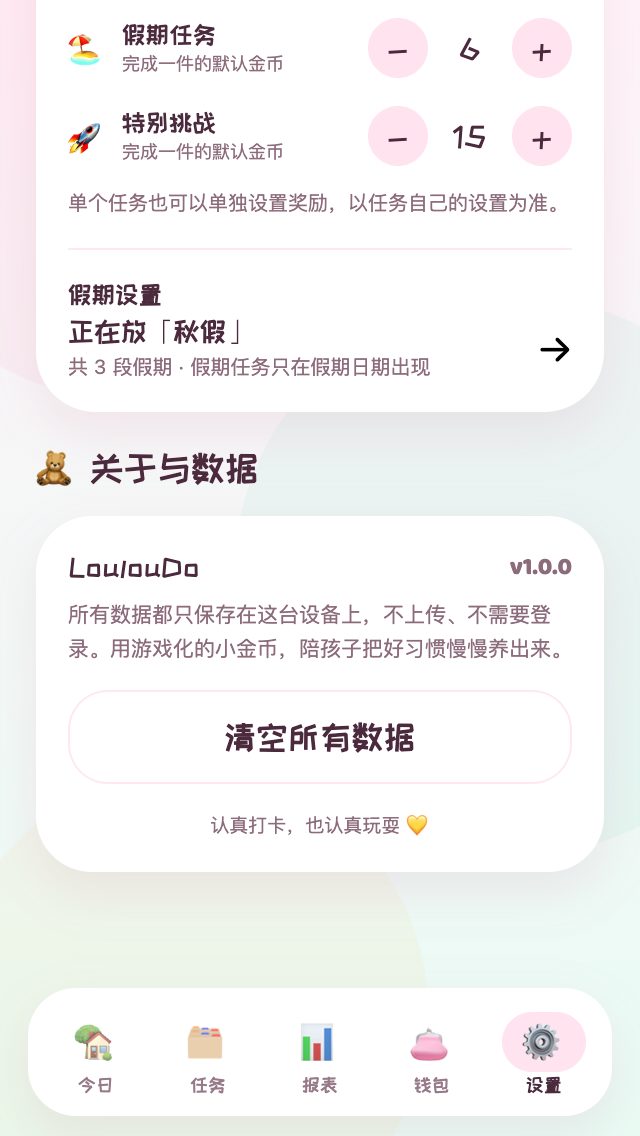 假期任务
完成一件的默认金币
− 6 +
特别挑战
完成一件的默认金币
− 15 +
单个任务也可以单独设置奖励，以任务自己的设置为准。
假期设置
正在放「秋假」
共 3 段假期 · 假期任务只在假期日期出现
关于与数据
LoulouDo
v1.0.0
所有数据都只保存在这台设备上，不上传、不需要登
录。用游戏化的小金币，陪孩子把好习惯慢慢养出来。
清空所有数据
认真打卡，也认真玩耍 💛
今日
任务
报表
钱包
设置